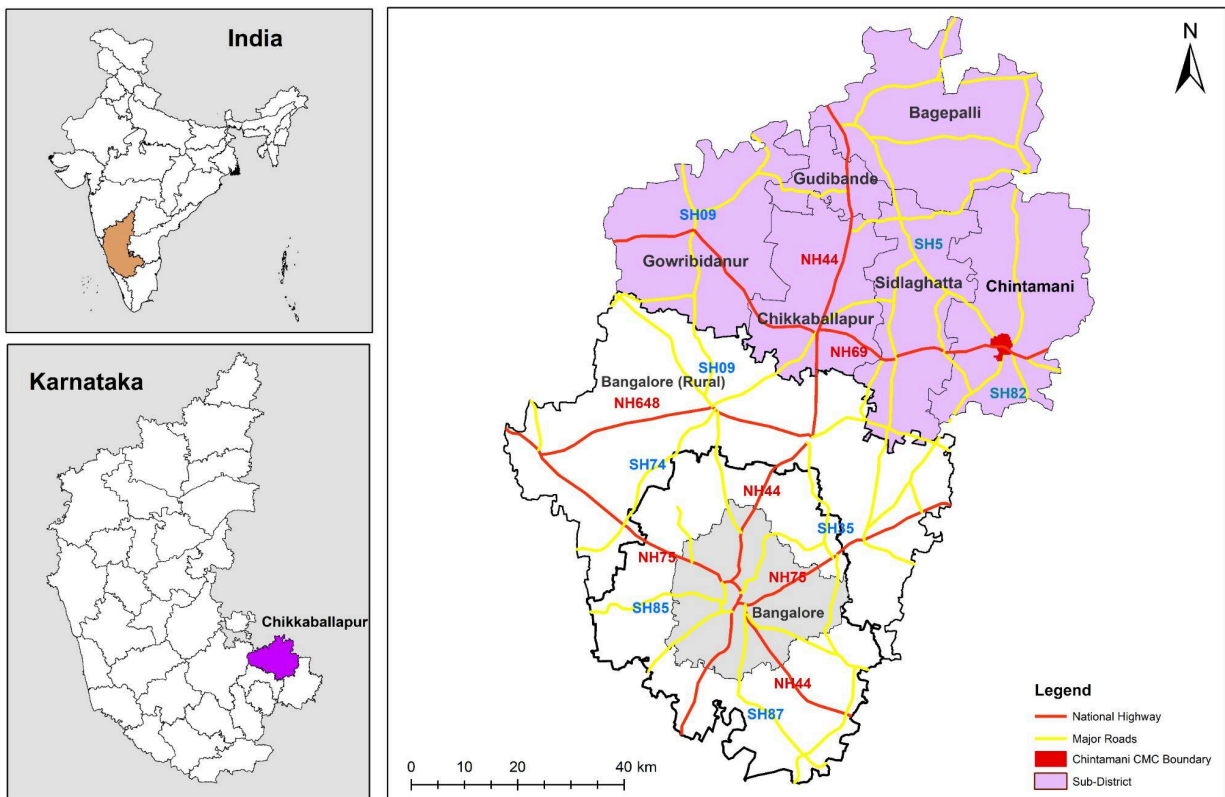 India
Karnataka
Chikkaballapur
N
Bagepalli
Gudibande
SH09
SH5
Gowribidanur
NH44
Sidlaghatta
Chintamani
Chikkaballapur
NH69
SH09
Bangalore (Rural)
SH82
NH648
SH74
NH44
SH35
NH75
NH75
SH85
Bangalore
NH44
SH87
Legend
National Highway
Major Roads
Chintamani CMC Boundary
Sub-District
0 10 20 40 km